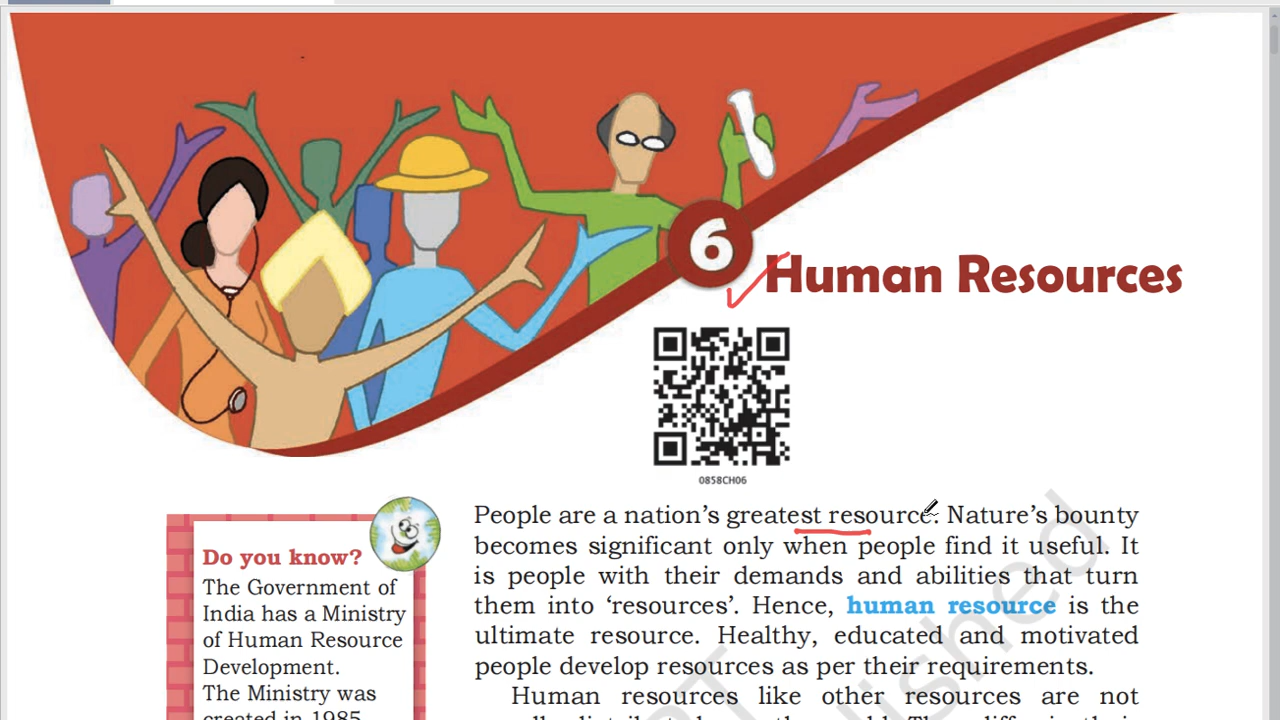 6
Human Resources
0858CH06
Do you know?
The Government of
India has a Ministry
of Human Resource
Development.
The Ministry was
created in 1985
People are a nation's greatest resource. Nature's bounty
becomes significant only when people find it useful. It
is people with their demands and abilities that turn
them into 'resources'. Hence, human resource is the
ultimate resource. Healthy, educated and motivated
people develop resources as per their requirements.
Human resources like other resources are not